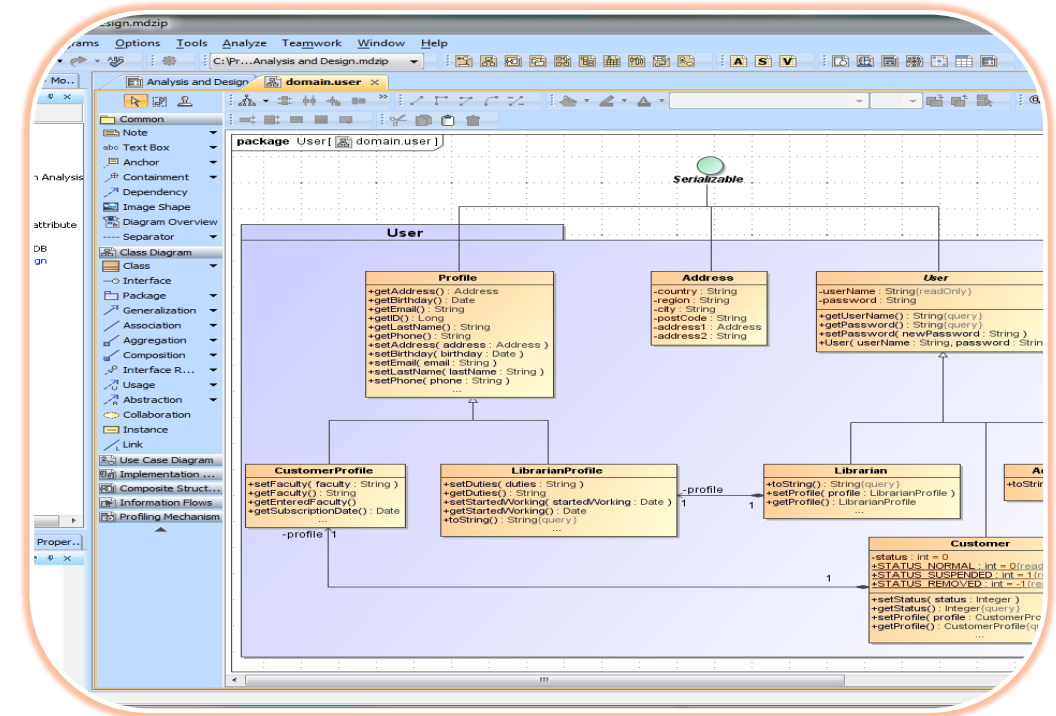 esign.mdzip
grams Options Tools Analyze Teamwork Window Help
C:\Pr...Analysis and Design.mdzip
A S V
Mo..
Analysis and Design
domain.user ×
Common
Note
abc Text Box
Anchor
Containment
Dependency
Image Shape
Diagram Overview
Separator
Class Diagram
Class
Interface
Package
Generalization
Association
Aggregation
Composition
Interface R...
Usage
Abstraction
Collaboration
Instance
Link
Use Case Diagram
Implementation ...
Composite Struct...
Information Flows
Profiling Mechanism
n Analysis
attribute
DB
gn
Proper..
package User[ domain.user ]
Serializable
User
Profile
+getAddress() : Address
+getBirthday() : Date
+getEmail() : String
+getID() : Long
+getLastName() : String
+getPhone() : String
+setAddress( address : Address )
+setBirthday( birthday : Date )
+setEmail( email : String )
+setLastName( lastName : String )
+setPhone( phone : String )
...
Address
-country : String
-region : String
-city : String
-postCode : String
-address1 : Address
-address2 : String
User
-userName : String{readOnly}
-password : String
+getUserName() : String{query}
+getPassword() : String{query}
+setPassword( newPassword : String )
+User( userName : String, password : Strin
CustomerProfile
+setFaculty( faculty : String )
+getFaculty() : String
+getEnteredFaculty()
+getSubscriptionDate() : Date
...
LibrarianProfile
+setDuties( duties : String )
+getDuties() : String
+setStartedWorking( startedWorking : Date )
+getStartedWorking() : Date
+toString() : String{query}
...
-profile
1
1
Librarian
+toString() : String{query}
+setProfile( profile : LibrarianProfile )
+getProfile() : LibrarianProfile
...
A
+toStrin
-profile 1
1
Customer
-status : int = 0
+STATUS_NORMAL : int = 0{read
+STATUS_SUSPENDED : int = 1{r
+STATUS_REMOVED : int = -1{re
+setStatus( status : Integer )
+getStatus() : Integer{query}
+setProfile( profile : CustomerPro
+getProfile() : CustomerProfile{q
...